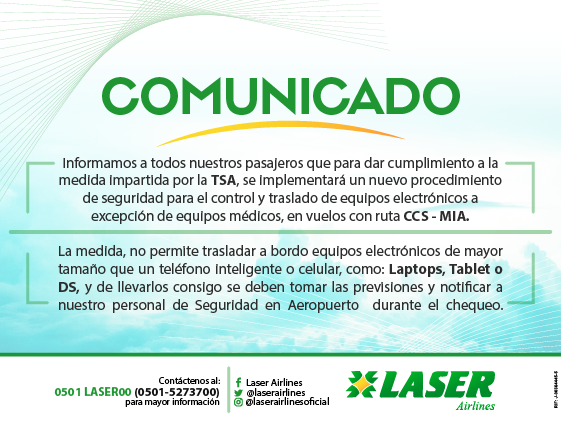 COMUNICADO
Informamos a todos nuestros pasajeros que para dar cumplimiento a la
medida impartida por la TSA, se implementará un nuevo procedimiento
de seguridad para el control y traslado de equipos electrónicos a
excepción de equipos médicos, en vuelos con ruta CCS - MIA.
La medida, no permite trasladar a bordo equipos electrónicos de mayor
tamaño que un teléfono inteligente o celular, como: Laptops, Tablet o
DS, y de llevarlos consigo se deben tomar las previsiones y notificar a
nuestro personal de Seguridad en Aeropuerto durante el chequeo.
Contáctenos al:
0501 LASER00 (0501-5273700)
para mayor información
Laser Airlines
@laserairlines
@laserairlinesoficial
LASER
Airlines